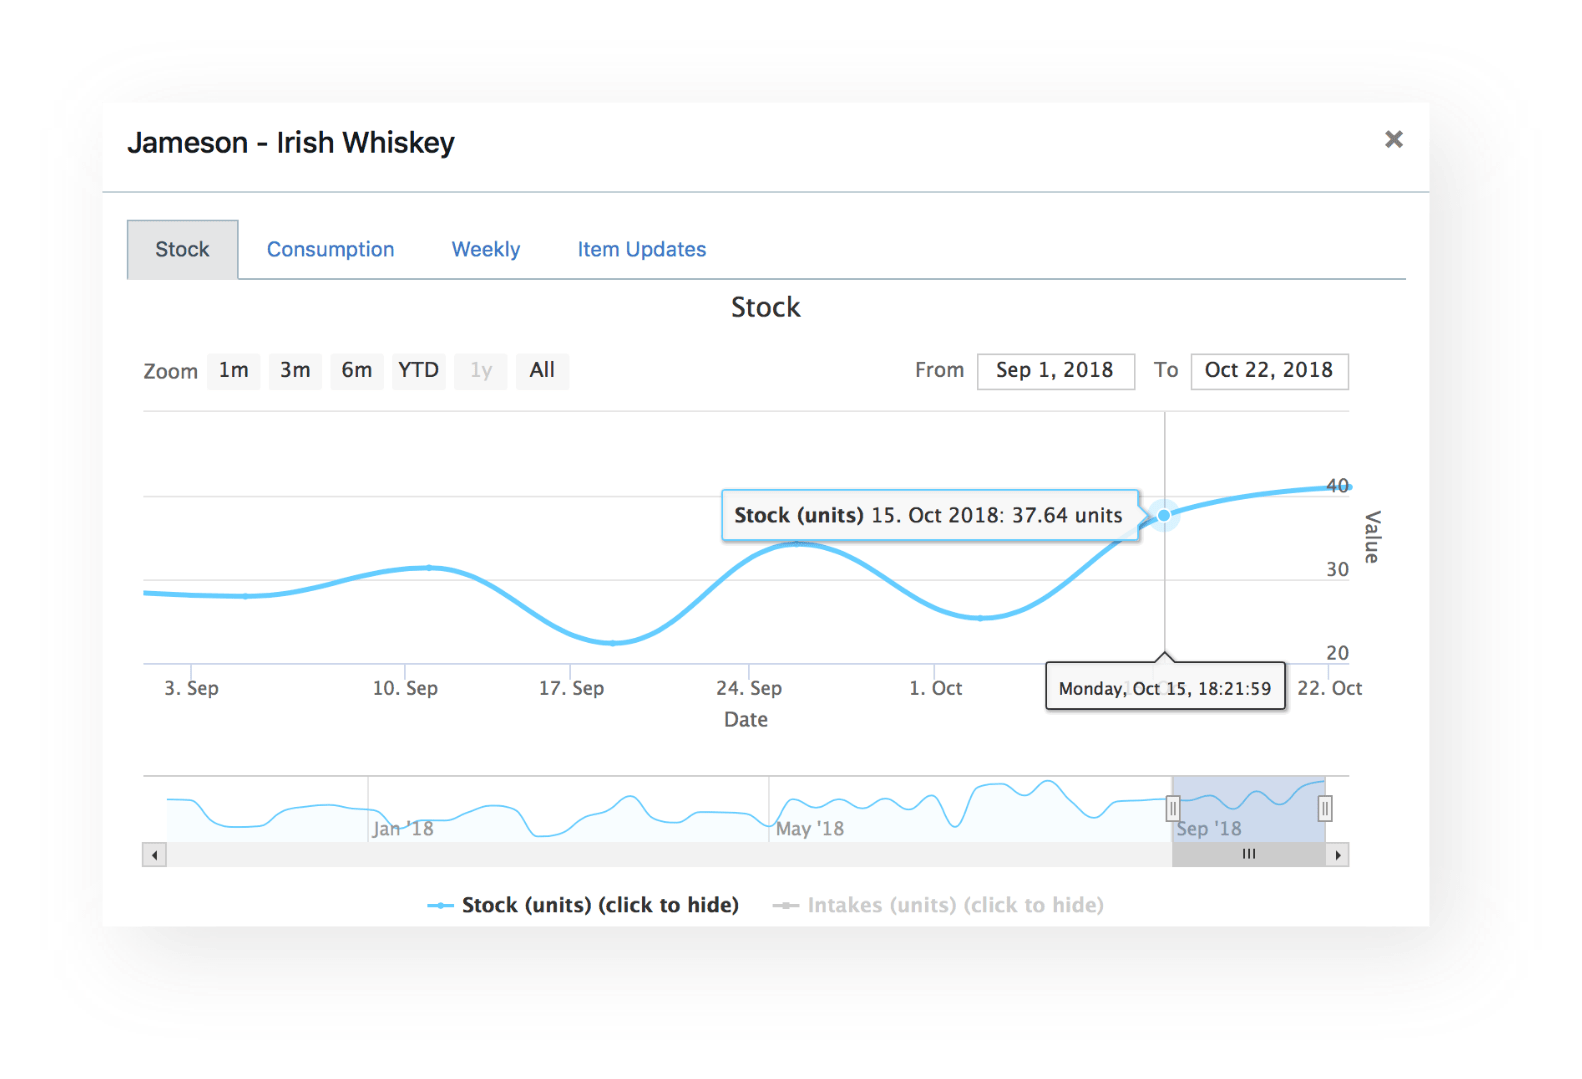 Jameson - Irish Whiskey
Stock Consumption Weekly Item Updates
Stock
Zoom 1m 3m 6m YTD 1y All From Sep 1, 2018 To Oct 22, 2018
40
Stock (units) 15. Oct 2018: 37.64 units
Value
30
20
3. Sep 10. Sep 17. Sep 24. Sep 1. Oct Monday, Oct 15, 18:21:59 22. Oct
Date
Jan '18 May '18 Sep '18
Stock (units) (click to hide) Intakes (units) (click to hide)